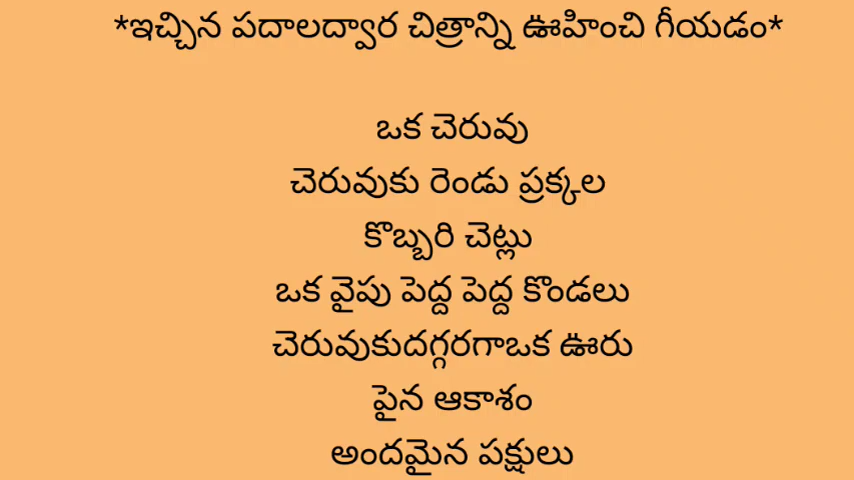 *ఇచ్చిన పదాలద్వార చిత్రాన్ని ఊహించి గీయడం*
ఒక చెరువు
చెరువుకు రెండు ప్రక్కల
కొబ్బరి చెట్లు
ఒక వైపు పెద్ద పెద్ద కొండలు
చెరువుకుదగ్గరగాఒక ఊరు
పైన ఆకాశం
అందమైన పక్షులు